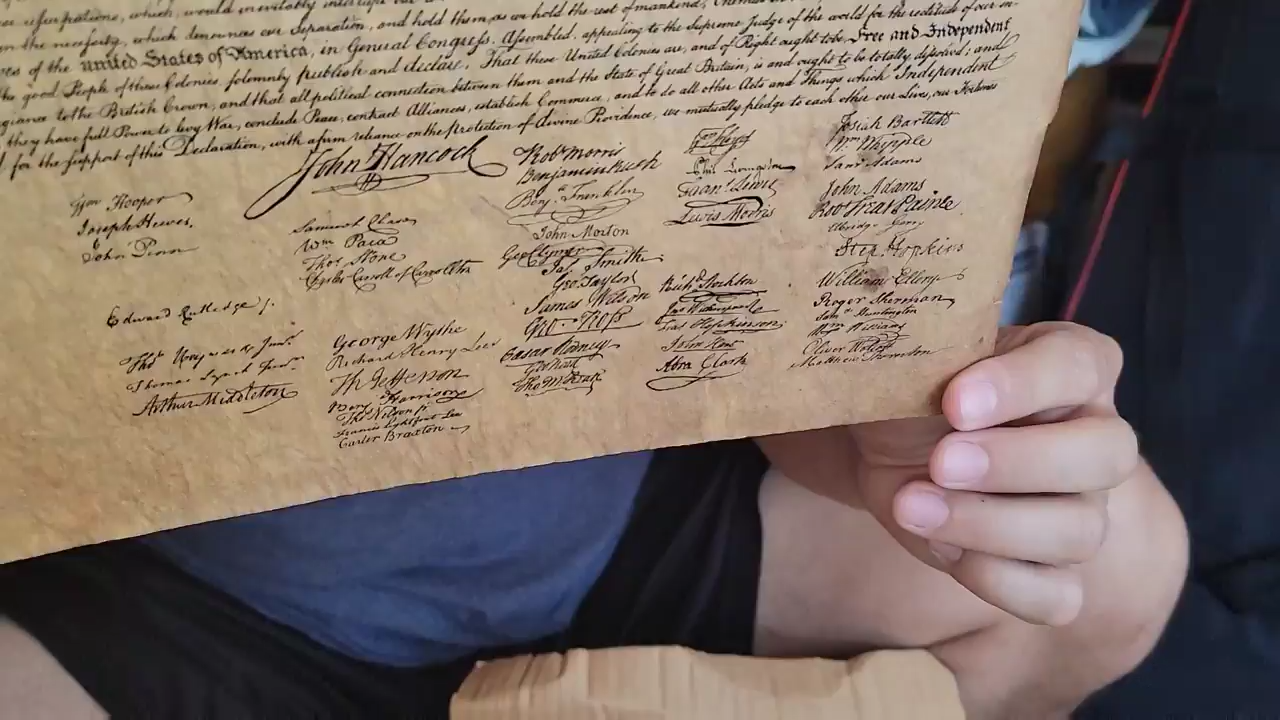 usurpations, which, would inevitably interrupt our
in the necessity, which denounces our Separation, and hold them, as we hold the rest of mankind, Enemies in
of the united States of America, in General Congress, Assembled, appealing to the Supreme Judge of the world for the rectitude of our in-
the good People of these Colonies, solemnly publish and declare, That these United Colonies are, and of Right ought to be Free and Independent
to the British Crown, and that all political connection between them and the State of Great Britain, is and ought to be totally dissolved; and
they have full Power to levy War, conclude Peace, contract Alliances, establish Commerce, and to do all other Acts and Things which Independent
for the support of this Declaration, with a firm reliance on the Protection of divine Providence, we mutually pledge to each other our Lives, our Fortunes
John Hancock
Wm Hooper
Joseph Hewes,
John Penn
Edward Rutledge /.
Thos Heyward Junr.
Thomas Lynch Junr.
Arthur Middleton
Samuel Chase
Wm Paca
Thos Stone
Charles Carroll of Carrollton
George Wythe
Richard Henry Lee
Th Jefferson
Benj Harrison
Thos Nelson jr
Francis Lightfoot Lee
Carter Braxton
Robt Morris
Benjamin Rush
Benja Franklin
John Morton
Geo Clymer
Jas Smith
Geo Taylor
James Wilson
Geo. Ross
Caesar Rodney
Geo Read
Tho M:Kean
Phil Livingston
Frans Lewis
Lewis Morris
Richd Stockton
Jno Witherspoon
Fras Hopkinson
John Hart
Abra Clark
Josiah Bartlett
Wm Whipple
Saml Adams
John Adams
Robt Treat Paine
Elbridge Gerry
Step Hopkins
William Ellery
Roger Sherman
Saml Huntington
Wm Williams
Oliver Wolcott
Matthew Thornton